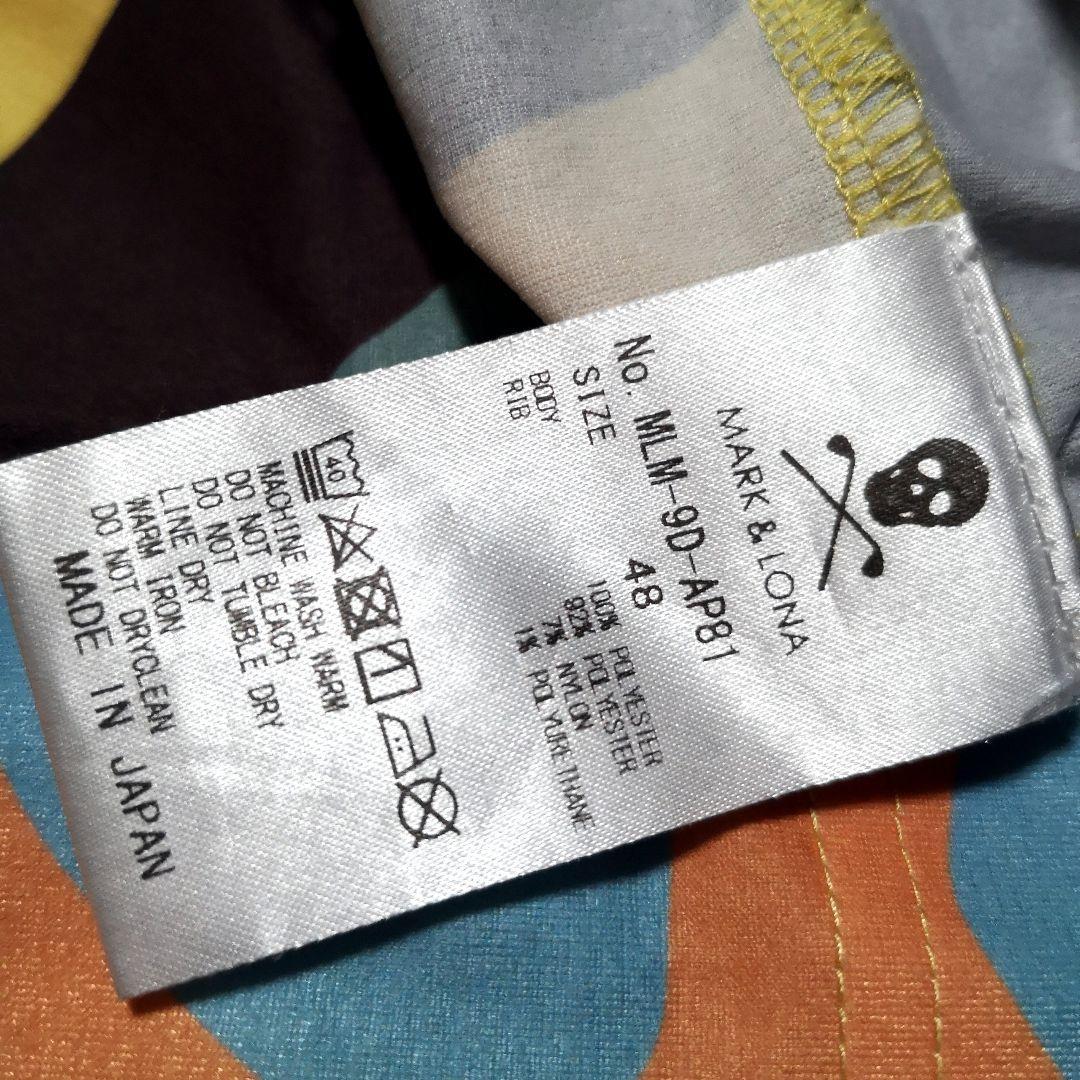 MARK & LONA
No. MLM-9D-AP81
SIZE 48
BODY 100% POLYESTER
RIB 92% POLYESTER
7% NYLON
1% POLYURETHANE
40
MACHINE WASH WARM
DO NOT BLEACH
DO NOT TUMBLE DRY
LINE DRY
WARM IRON
DO NOT DRYCLEAN
MADE IN JAPAN